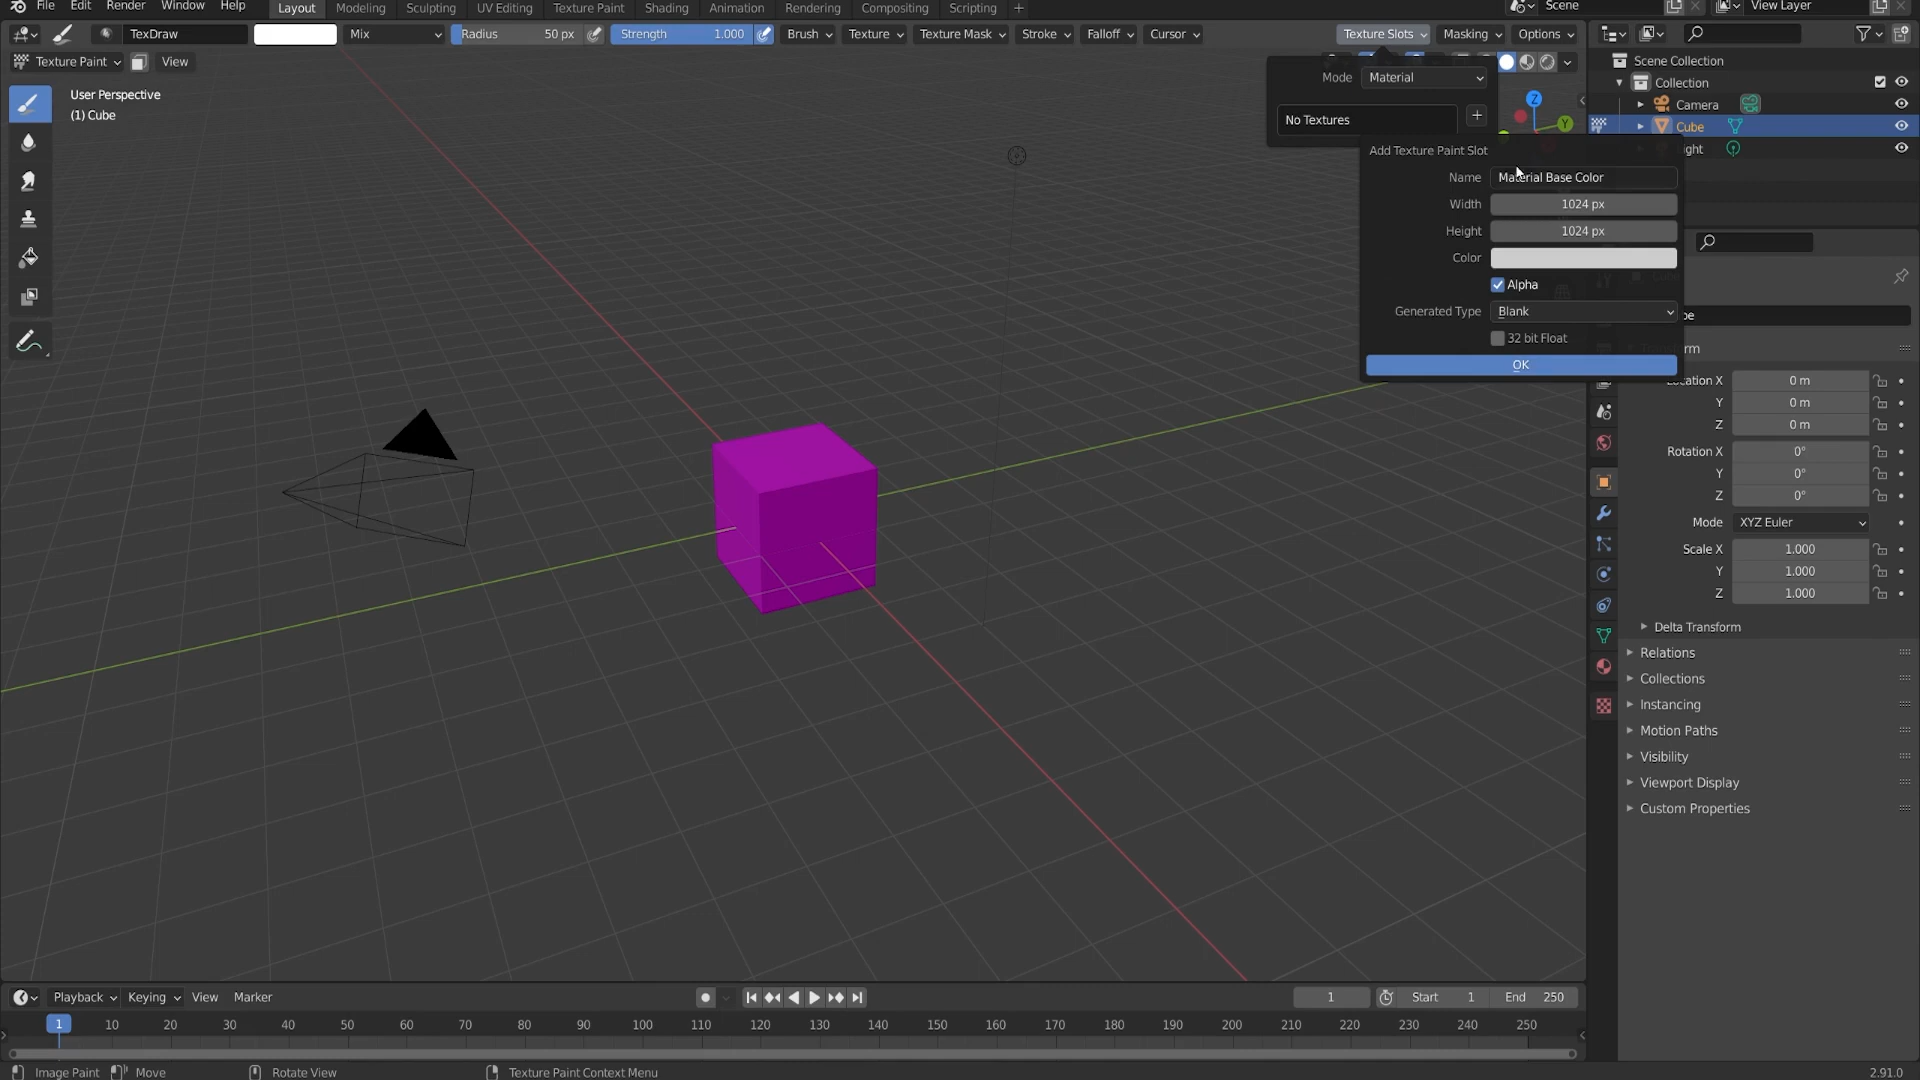 File Edit Render Window Help Layout Modeling Sculpting UV Editing Texture Paint Shading Animation Rendering Compositing Scripting + Scene View Layer
TexDraw Mix Radius 50 px Strength 1.000 Brush Texture Texture Mask Stroke Falloff Cursor Texture Slots Masking Options
Texture Paint View
Scene Collection
Mode Material
Collection
User Perspective
Z
Camera
(1) Cube
No Textures
+
Y
Cube
Add Texture Paint Slot
ight
Name Material Base Color
Width 1024 px
Height 1024 px
Color
Alpha
Generated Type Blank
be
32 bit Float
OK
Location X 0 m
Y 0 m
Z 0 m
Rotation X 0°
Y 0°
Z 0°
Mode XYZ Euler
Scale X 1.000
Y 1.000
Z 1.000
Delta Transform
Relations
Collections
Instancing
Motion Paths
Visibility
Viewport Display
Custom Properties
Playback Keying View Marker 1 Start 1 End 250
1 10 20 30 40 50 60 70 80 90 100 110 120 130 140 150 160 170 180 190 200 210 220 230 240 250
Image Paint Move Rotate View Texture Paint Context Menu 2.91.0